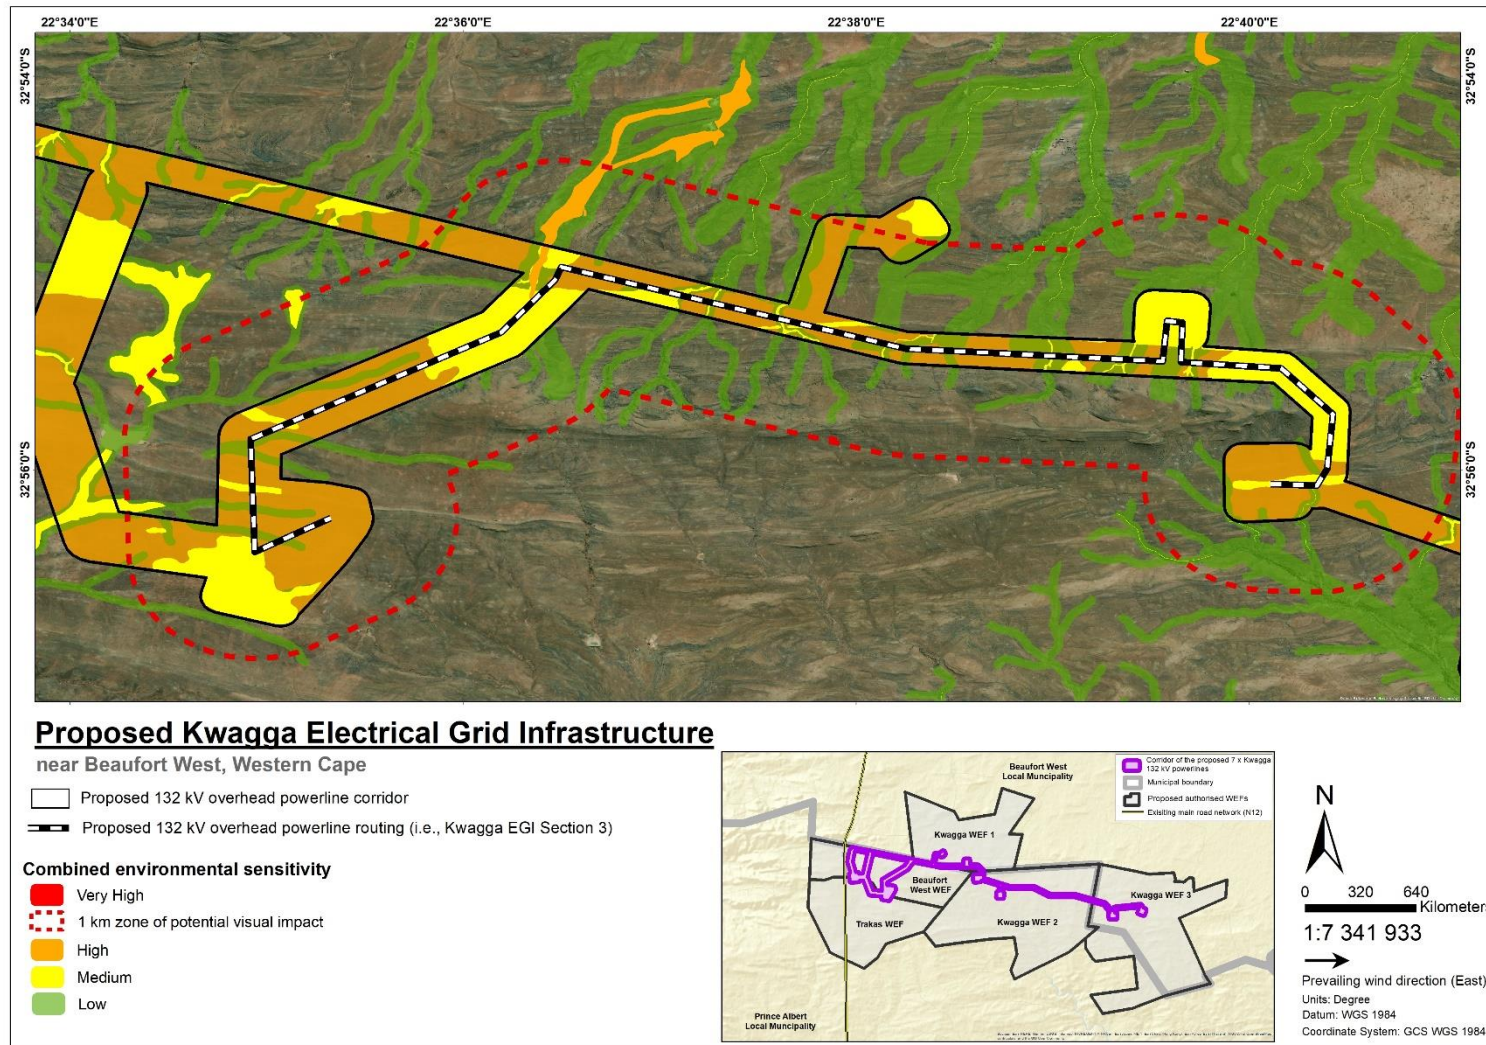 22°34'0"E
22°36'0"E
22°38'0"E
22°40'0"E
32°54'0"S
32°54'0"S
32°56'0"S
32°56'0"S
Proposed Kwagga Electrical Grid Infrastructure
near Beaufort West, Western Cape
Proposed 132 kV overhead powerline corridor
Proposed 132 kV overhead powerline routing (i.e., Kwagga EGI Section 3)
Combined environmental sensitivity
Very High
1 km zone of potential visual impact
High
Medium
Low
Beaufort West
Local Muncipality
Corridor of the proposed 7 x Kwagga
132 kV powerlines
Municipal boundary
Proposed authorised WEFs
Exisiting main road network (N12)
Kwagga WEF 1
Beaufort
West WEF
Kwagga WEF 3
Trakas WEF
Kwagga WEF 2
Prince Albert
Local Muncipality
N
0 320 640
Kilometers
1:7 341 933
Prevailing wind direction (East)
Units: Degree
Datum: WGS 1984
Coordinate System: GCS WGS 1984